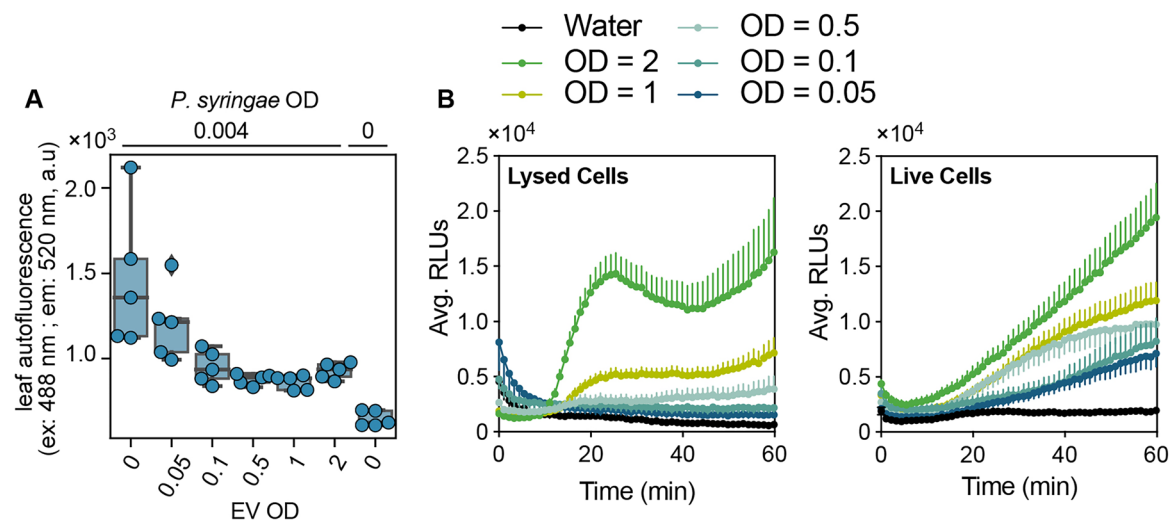 Water
OD = 2
OD = 1
OD = 0.5
OD = 0.1
OD = 0.05
A
P. syringae OD
0.004
0
×10³
2.0
1.5
1.0
leaf autofluorescence
(ex: 488 nm ; em: 520 nm, a.u)
0
0.05
0.1
0.5
1
2
0
EV OD
B
×10⁴
Lysed Cells
2.5
2.0
1.5
1.0
0.5
0
Avg. RLUs
0
20
40
60
Time (min)
×10⁴
Live Cells
2.5
2.0
1.5
1.0
0.5
0
Avg. RLUs
0
20
40
60
Time (min)